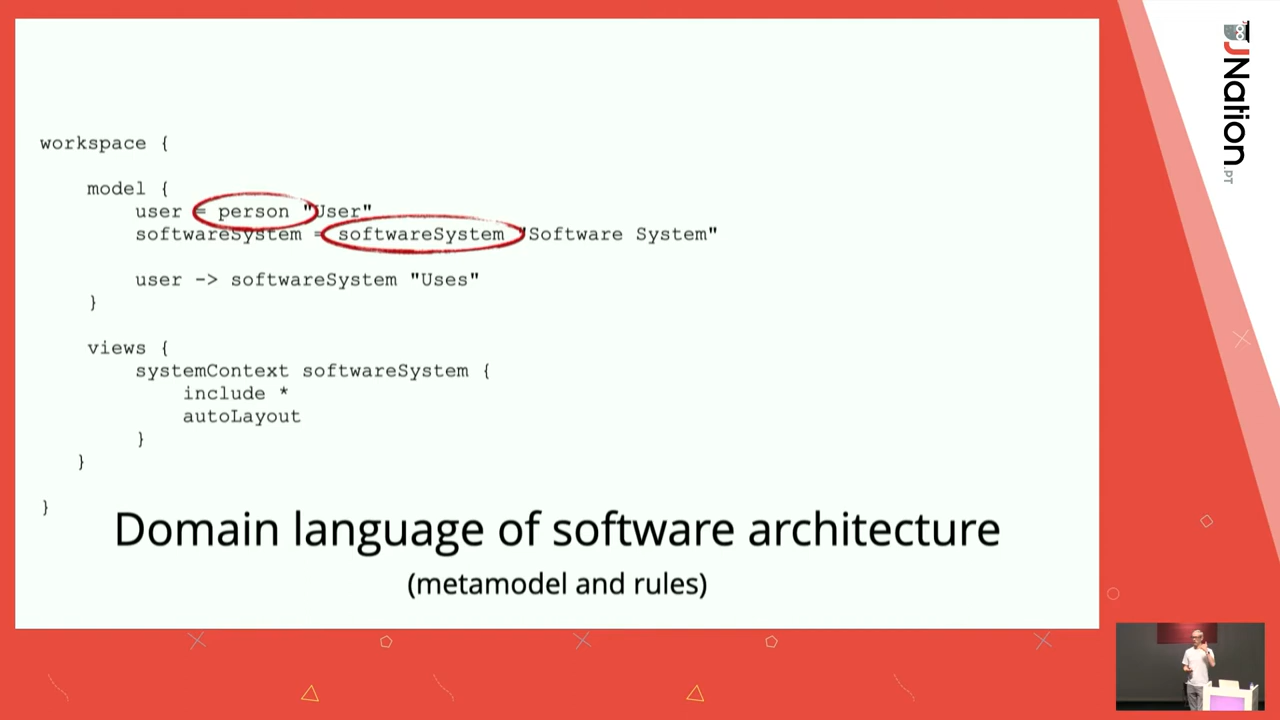 workspace {
model {
user = person "User"
softwareSystem = softwareSystem "Software System"
user -> softwareSystem "Uses"
}
views {
systemContext softwareSystem {
include *
autoLayout
}
}
}
Domain language of software architecture
(metamodel and rules)
JNation.PT